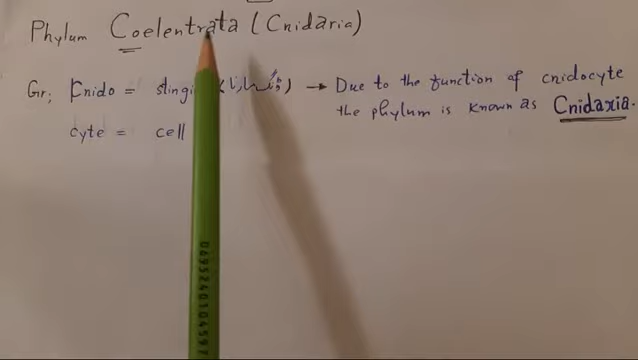 Phylum Coelentrata (Cnidaria)
Gr; Cnido = → Due to the function of cnidocyte
the phylum is known as Cnidaria.
cyte = cell
0695240104597